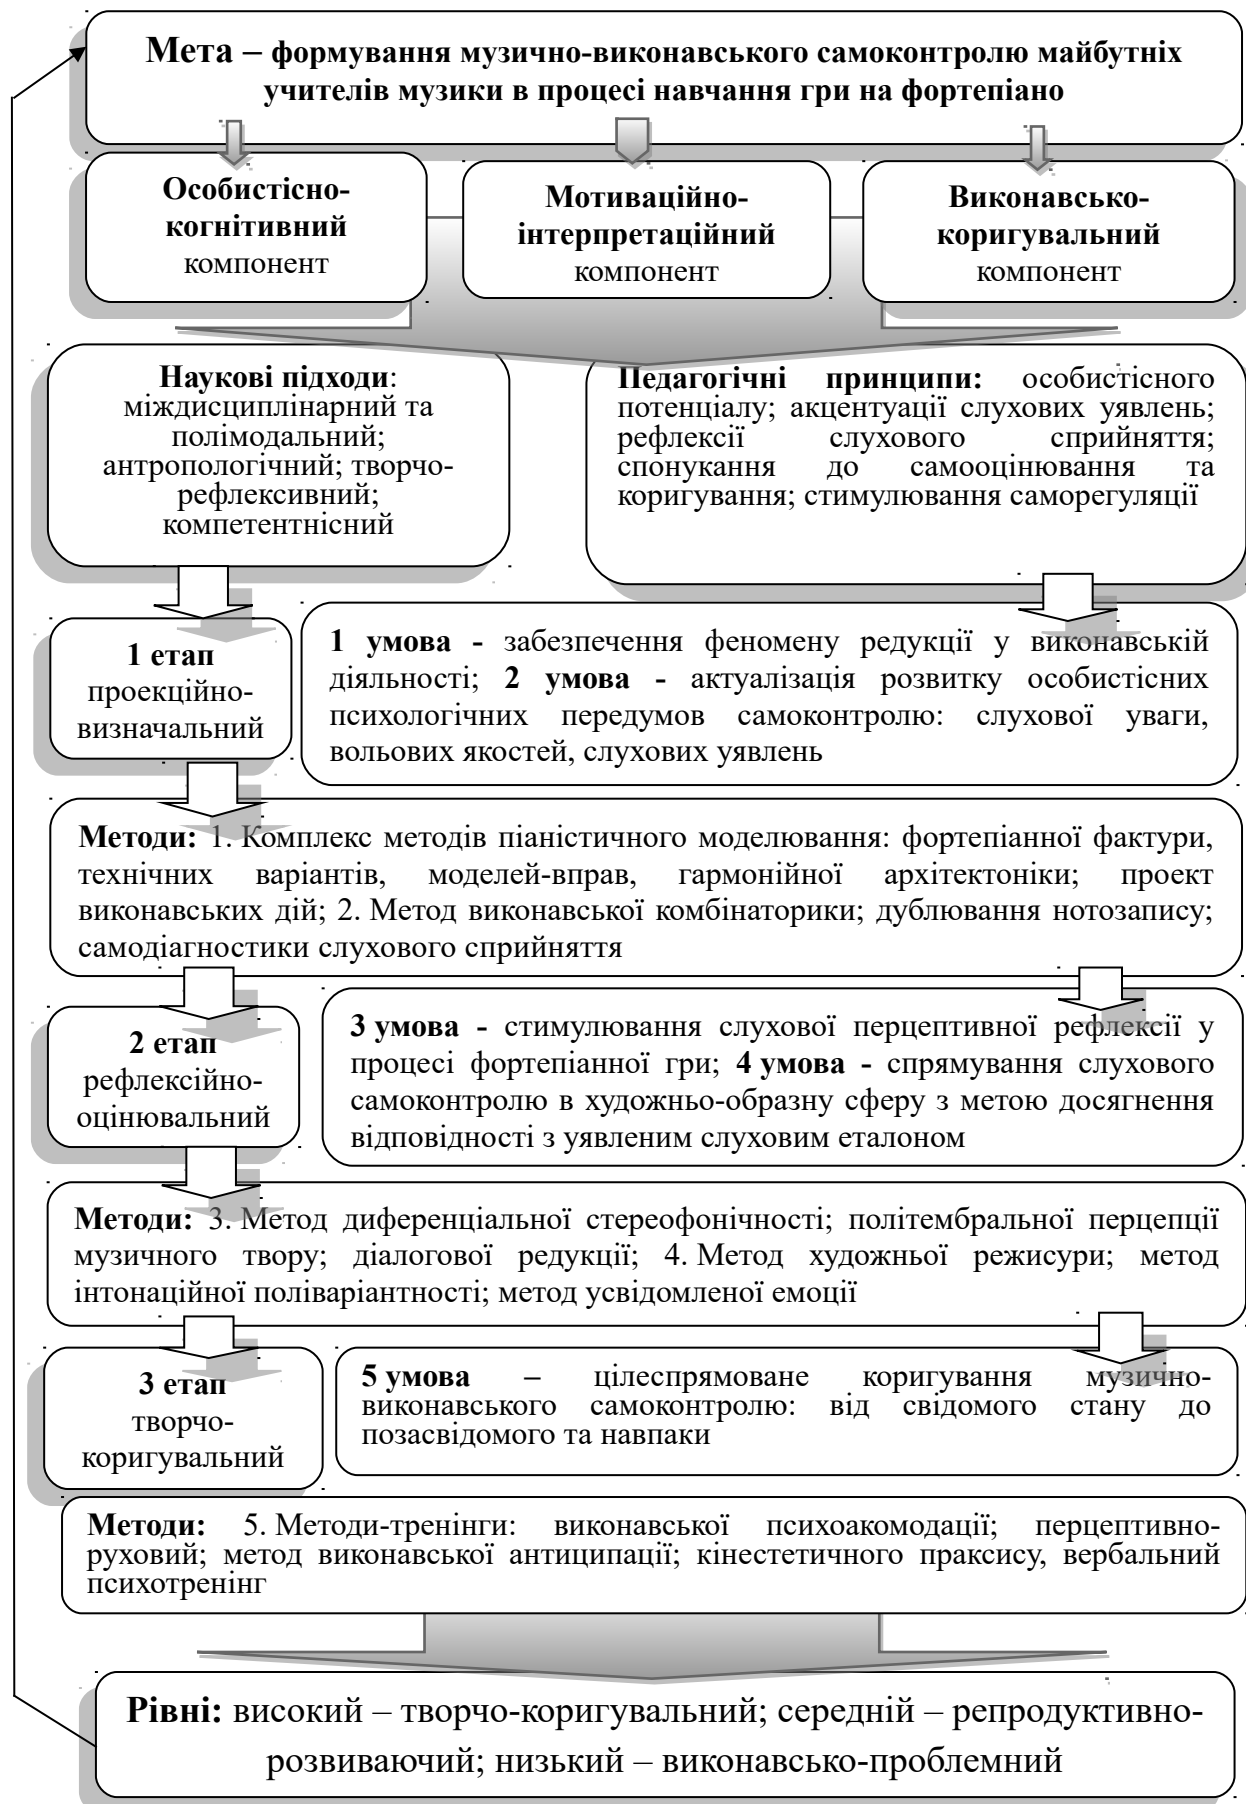 Мета – формування музично-виконавського самоконтролю майбутніх
учителів музики в процесі навчання гри на фортепіано
Особистісно-
когнітивний
компонент
Мотиваційно-
інтерпретаційний
компонент
Виконавсько-
коригувальний
компонент
Наукові підходи:
міждисциплінарний та
полімодальний;
антропологічний; творчо-
рефлексивний;
компетентнісний
Педагогічні принципи: особистісного
потенціалу; акцентуації слухових уявлень;
рефлексії слухового сприйняття;
спонукання до самооцінювання та
коригування; стимулювання саморегуляції
1 етап
проекційно-
визначальний
1 умова - забезпечення феномену редукції у виконавській
діяльності; 2 умова - актуалізація розвитку особистісних
психологічних передумов самоконтролю: слухової уваги,
вольових якостей, слухових уявлень
Методи: 1. Комплекс методів піаністичного моделювання: фортепіанної фактури,
технічних варіантів, моделей-вправ, гармонійної архітектоніки; проект
виконавських дій; 2. Метод виконавської комбінаторики; дублювання нотозапису;
самодіагностики слухового сприйняття
2 етап
рефлексійно-
оцінювальний
3 умова - стимулювання слухової перцептивної рефлексії у
процесі фортепіанної гри; 4 умова - спрямування слухового
самоконтролю в художньо-образну сферу з метою досягнення
відповідності з уявленим слуховим еталоном
Методи: 3. Метод диференціальної стереофонічності; політембральної перцепції
музичного твору; діалогової редукції; 4. Метод художньої режисури; метод
інтонаційної поліваріантності; метод усвідомленої емоції
3 етап
творчо-
коригувальний
5 умова – цілеспрямоване коригування музично-
виконавського самоконтролю: від свідомого стану до
позасвідомого та навпаки
Методи: 5. Методи-тренінги: виконавської психоакомодації; перцептивно-
руховий; метод виконавської антиципації; кінестетичного праксису, вербальний
психотренінг
Рівні: високий – творчо-коригувальний; середній – репродуктивно-
розвиваючий; низький – виконавсько-проблемний